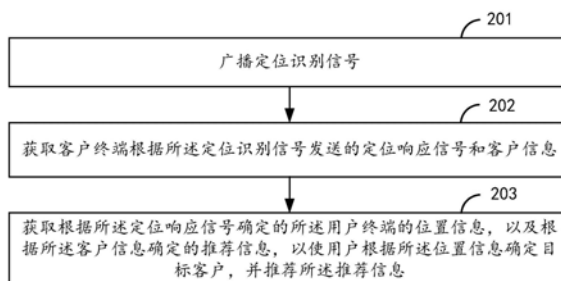 201
广播定位识别信号
202
获取客户终端根据所述定位识别信号发送的定位响应信号和客户信息
203
获取根据所述定位响应信号确定的所述用户终端的位置信息，以及根
据所述客户信息确定的推荐信息，以使用户根据所述位置信息确定目
标客户，并推荐所述推荐信息